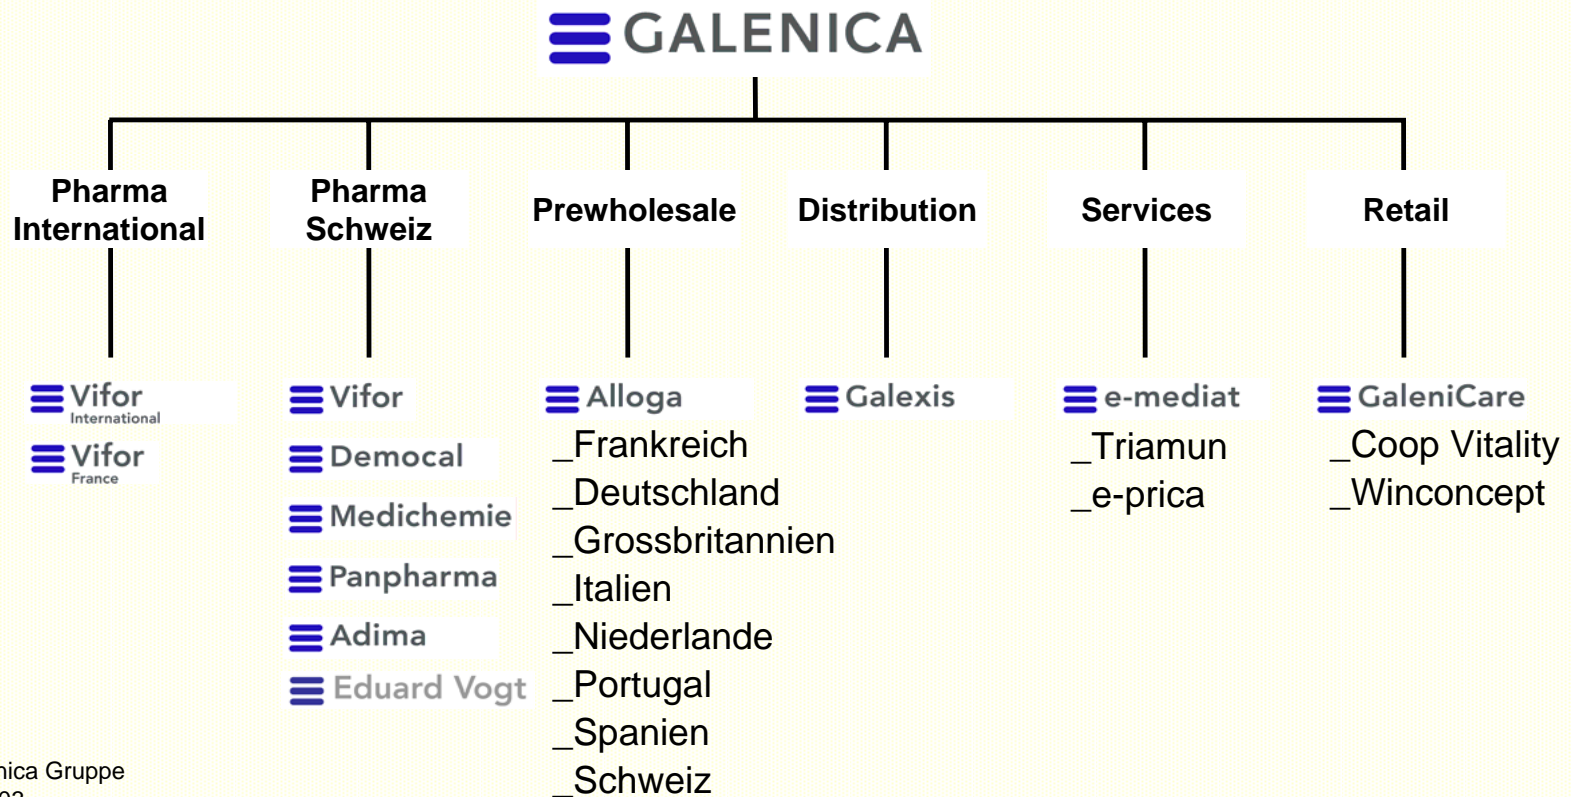 GALENICA
Pharma
International
Pharma
Schweiz
Prewholesale
Distribution
Services
Retail
Vifor
International
Vifor
France
Vifor
Democal
Medichemie
Panpharma
Adima
Eduard Vogt
Alloga
_Frankreich
_Deutschland
_Grossbritannien
_Italien
_Niederlande
_Portugal
_Spanien
_Schweiz
Galexis
e-mediat
_Triamun
_e-prica
GaleniCare
_Coop Vitality
_Winconcept
nica Gruppe